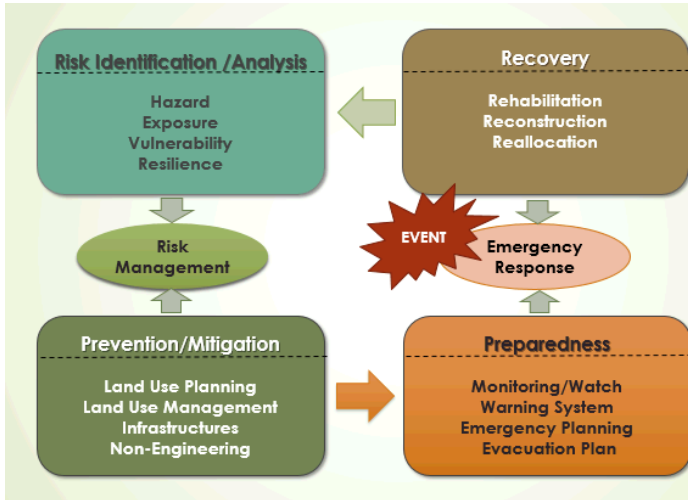 Risk Identification /Analysis
Hazard
Exposure
Vulnerability
Resilience
Recovery
Rehabilitation
Reconstruction
Reallocation
Risk
Management
EVENT
Emergency
Response
Prevention/Mitigation
Land Use Planning
Land Use Management
Infrastructures
Non-Engineering
Preparedness
Monitoring/Watch
Warning System
Emergency Planning
Evacuation Plan